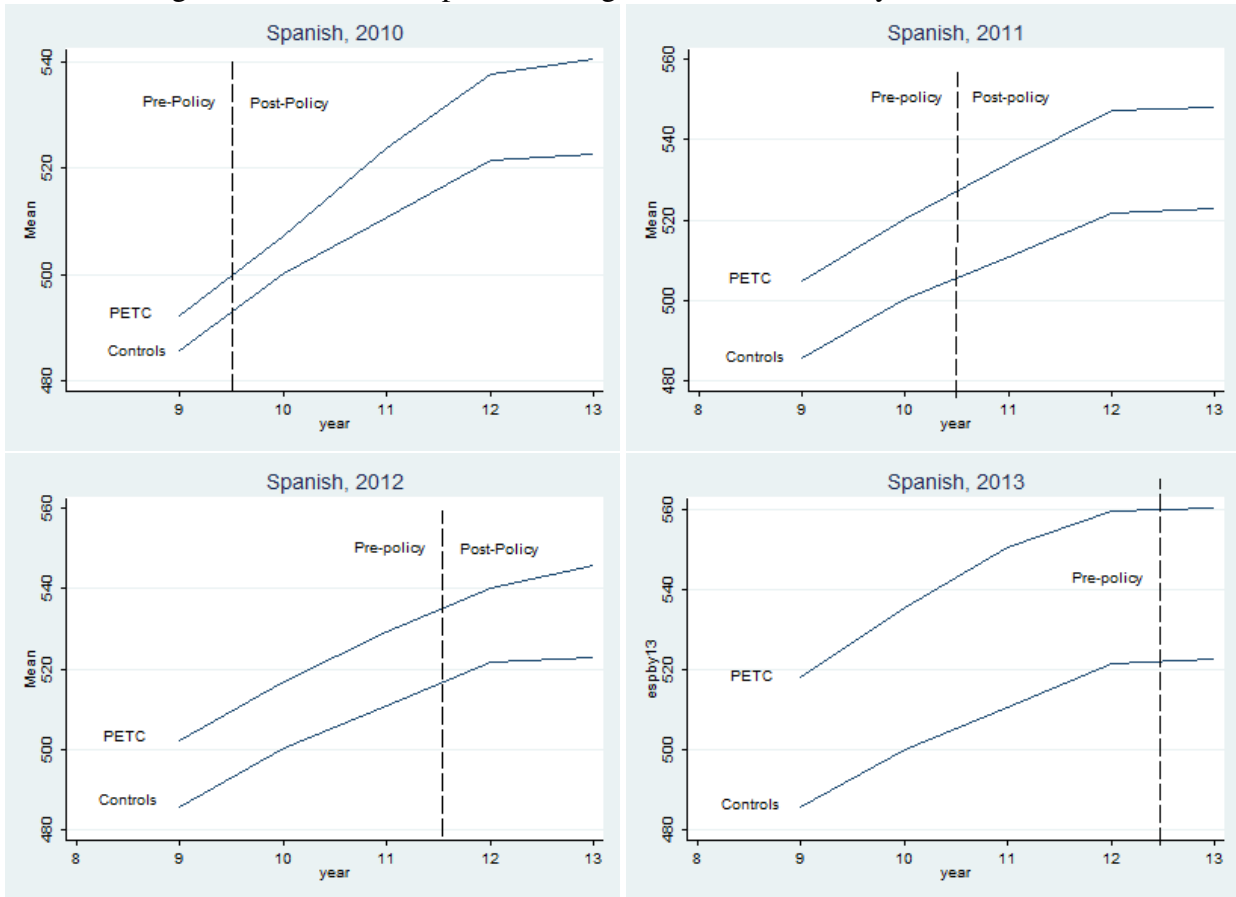 Spanish, 2010
540
520
500
480
Mean
Pre-Policy
Post-Policy
PETC
Controls
9 10 11 12 13
year
Spanish, 2011
560
540
520
500
480
Mean
Pre-policy
Post-policy
PETC
Controls
8 9 10 11 12 13
year
Spanish, 2012
560
540
520
500
480
Mean
Pre-policy
Post-Policy
PETC
Controls
8 9 10 11 12 13
year
Spanish, 2013
560
540
520
500
480
espby13
Pre-policy
PETC
Controls
8 9 10 11 12 13
year